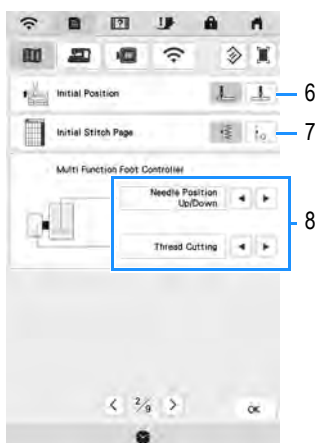 Initial Position
6
Initial Stitch Page
7
Multi Function Foot Controller
Needle Position
Up/Down
8
Thread Cutting
2/9
OK